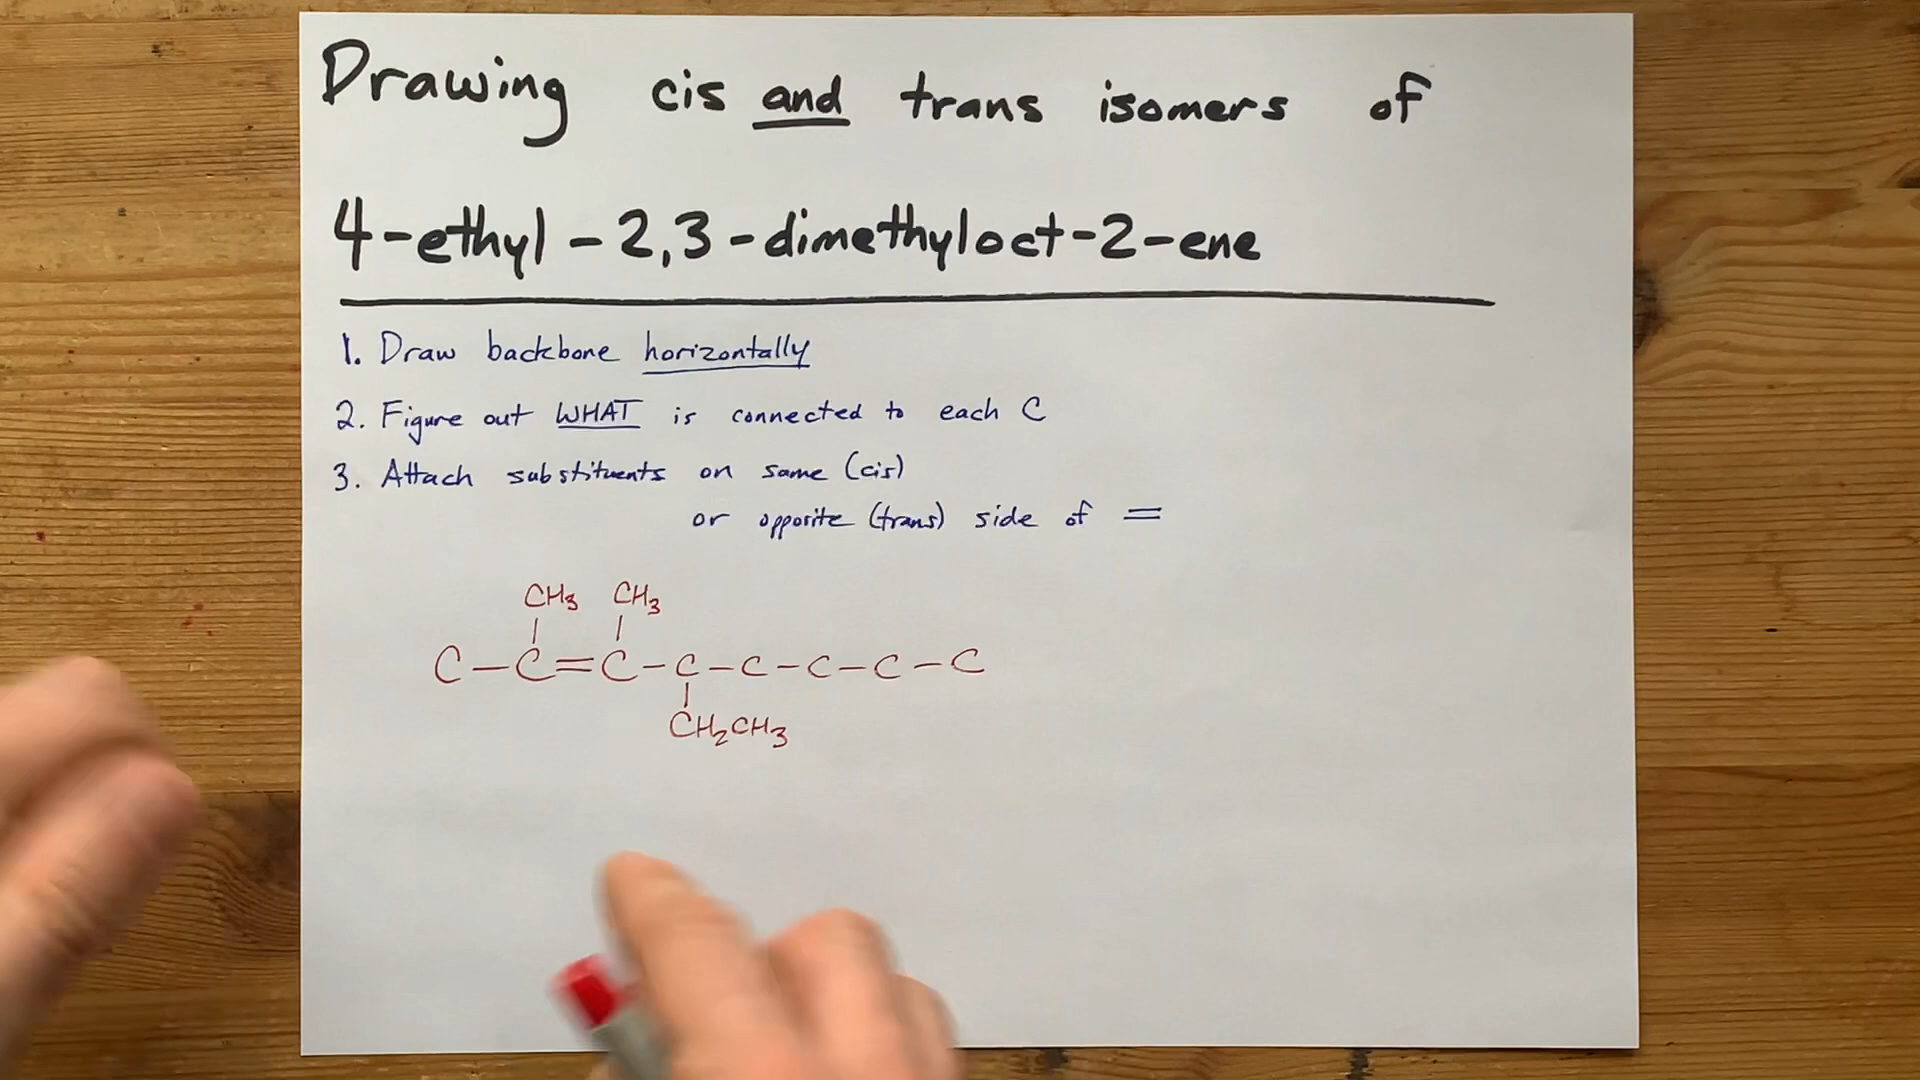 Drawing cis and trans isomers of
4-ethyl-2,3-dimethyloct-2-ene
1. Draw backbone horizontally
2. Figure out WHAT is connected to each C
3. Attach substituents on same (cis)
or opposite (trans) side of =
CH3 CH3
C-C=C-C-C-C-C-C
CH2CH3